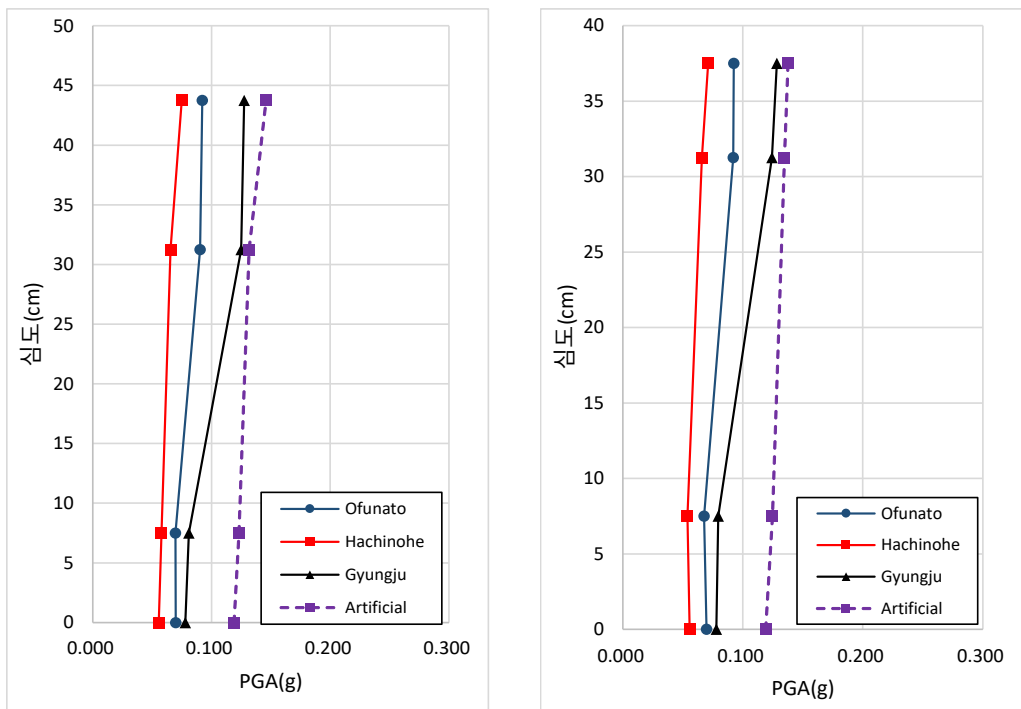 50
45
40
35
30
25
20
15
10
5
0
심도(cm)
0.000
0.100
0.200
0.300
PGA(g)
Ofunato
Hachinohe
Gyungju
Artificial
40
35
30
25
20
15
10
5
0
심도(cm)
0.000
0.100
0.200
0.300
PGA(g)
Ofunato
Hachinohe
Gyungju
Artificial